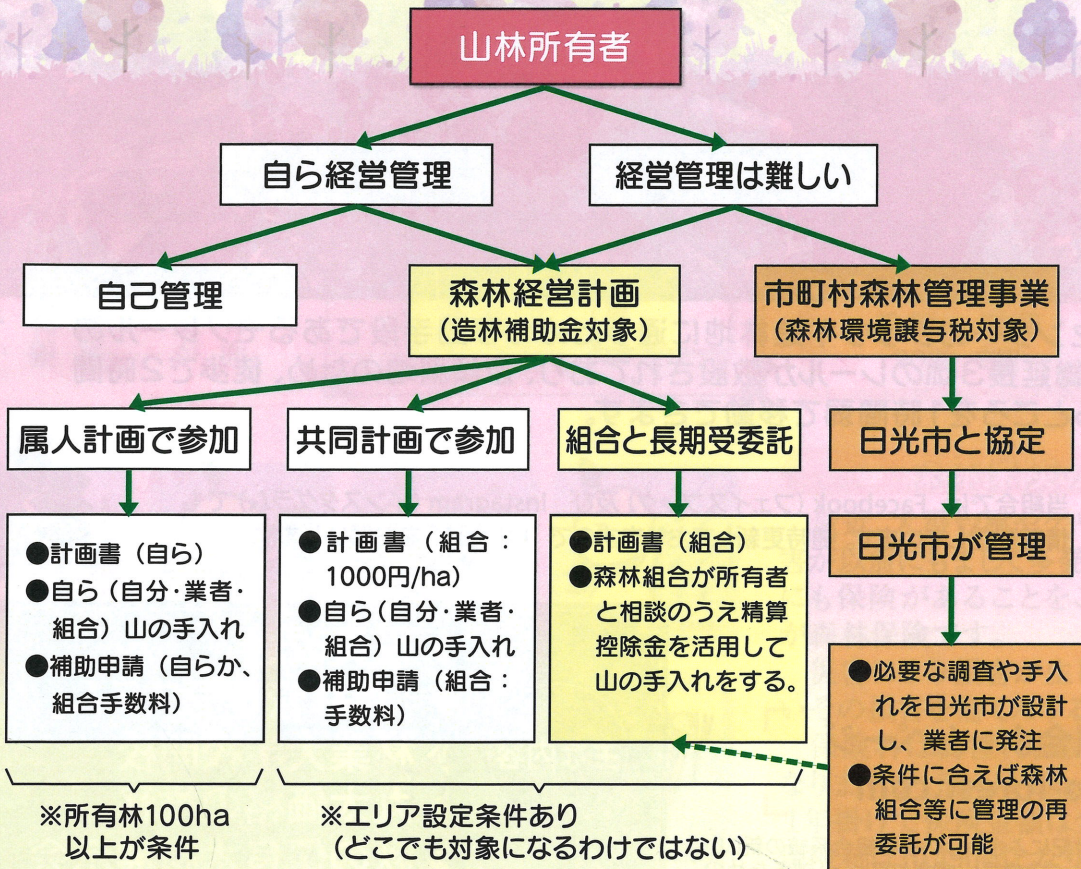 山林所有者
自ら経営管理
経営管理は難しい
自己管理
森林経営計画
(造林補助金対象)
市町村森林管理事業
(森林環境譲与税対象)
属人計画で参加
共同計画で参加
組合と長期受委託
日光市と協定
●計画書（自ら）
●自ら（自分・業者・
組合）山の手入れ
●補助申請（自らか、
組合手数料）
●計画書（組合：
1000円/ha）
●自ら（自分・業者・
組合）山の手入れ
●補助申請（組合：
手数料）
●計画書（組合）
●森林組合が所有者
と相談のうえ精算
控除金を活用して
山の手入れをする。
日光市が管理
●必要な調査や手入
れを日光市が設計
し、業者に発注
●条件に合えば森林
組合等に管理の再
委託が可能
※所有林100ha
以上が条件
※エリア設定条件あり
（どこでも対象になるわけではない）